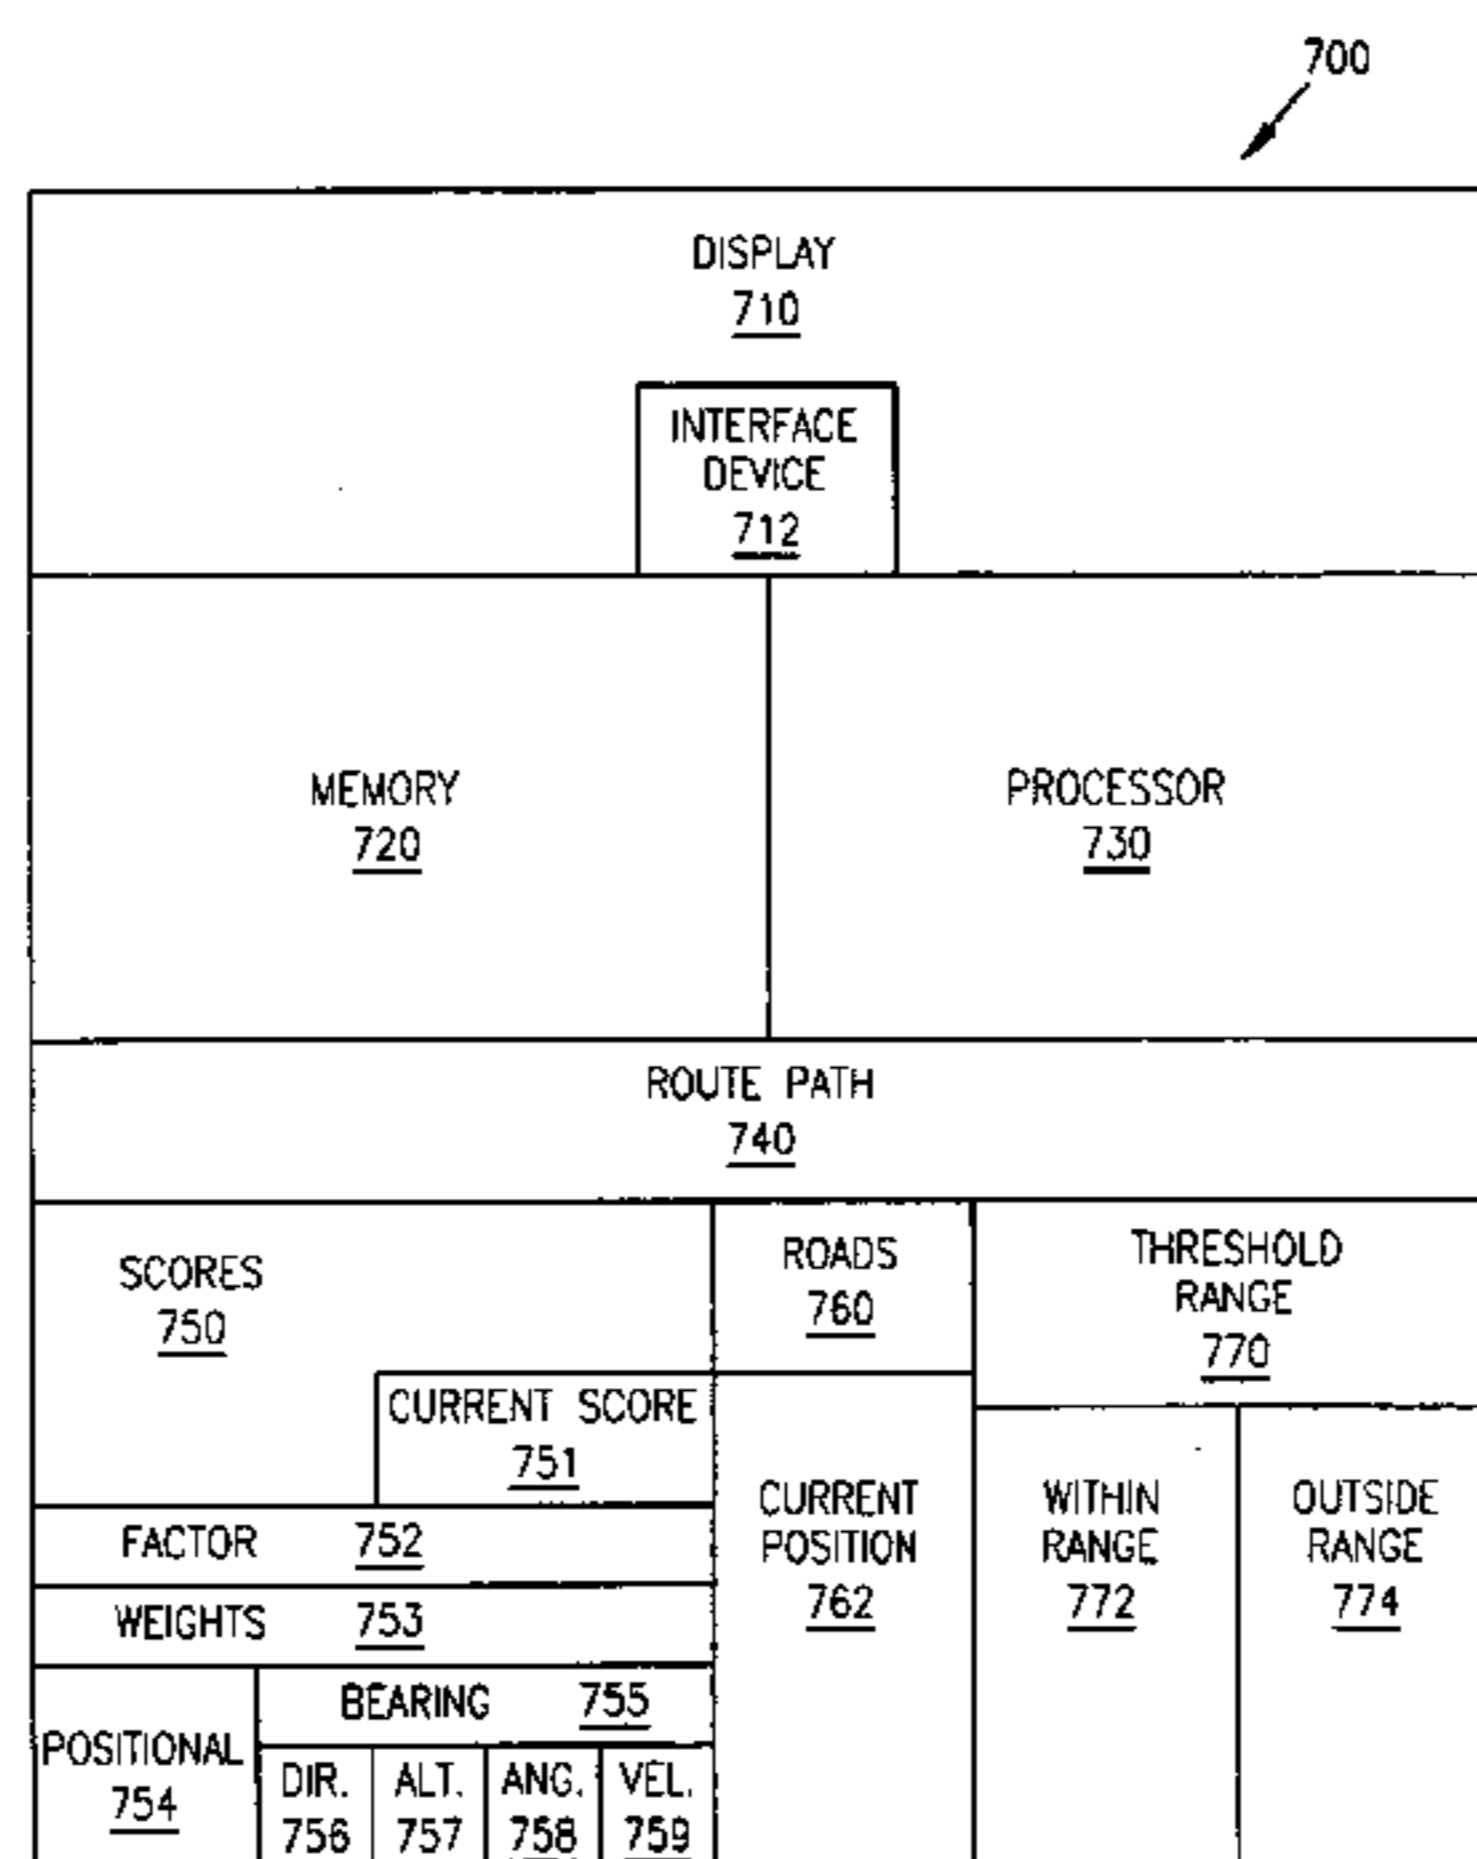 700
DISPLAY
710
INTERFACE
DEVICE
712
MEMORY
720
PROCESSOR
730
ROUTE PATH
740
SCORES
750
CURRENT SCORE
751
FACTOR 752
WEIGHTS 753
POSITIONAL
754
BEARING 755
DIR.
756
ALT.
757
ANG.
758
VEL.
759
ROADS
760
CURRENT
POSITION
762
THRESHOLD
RANGE
770
WITHIN
RANGE
772
OUTSIDE
RANGE
774